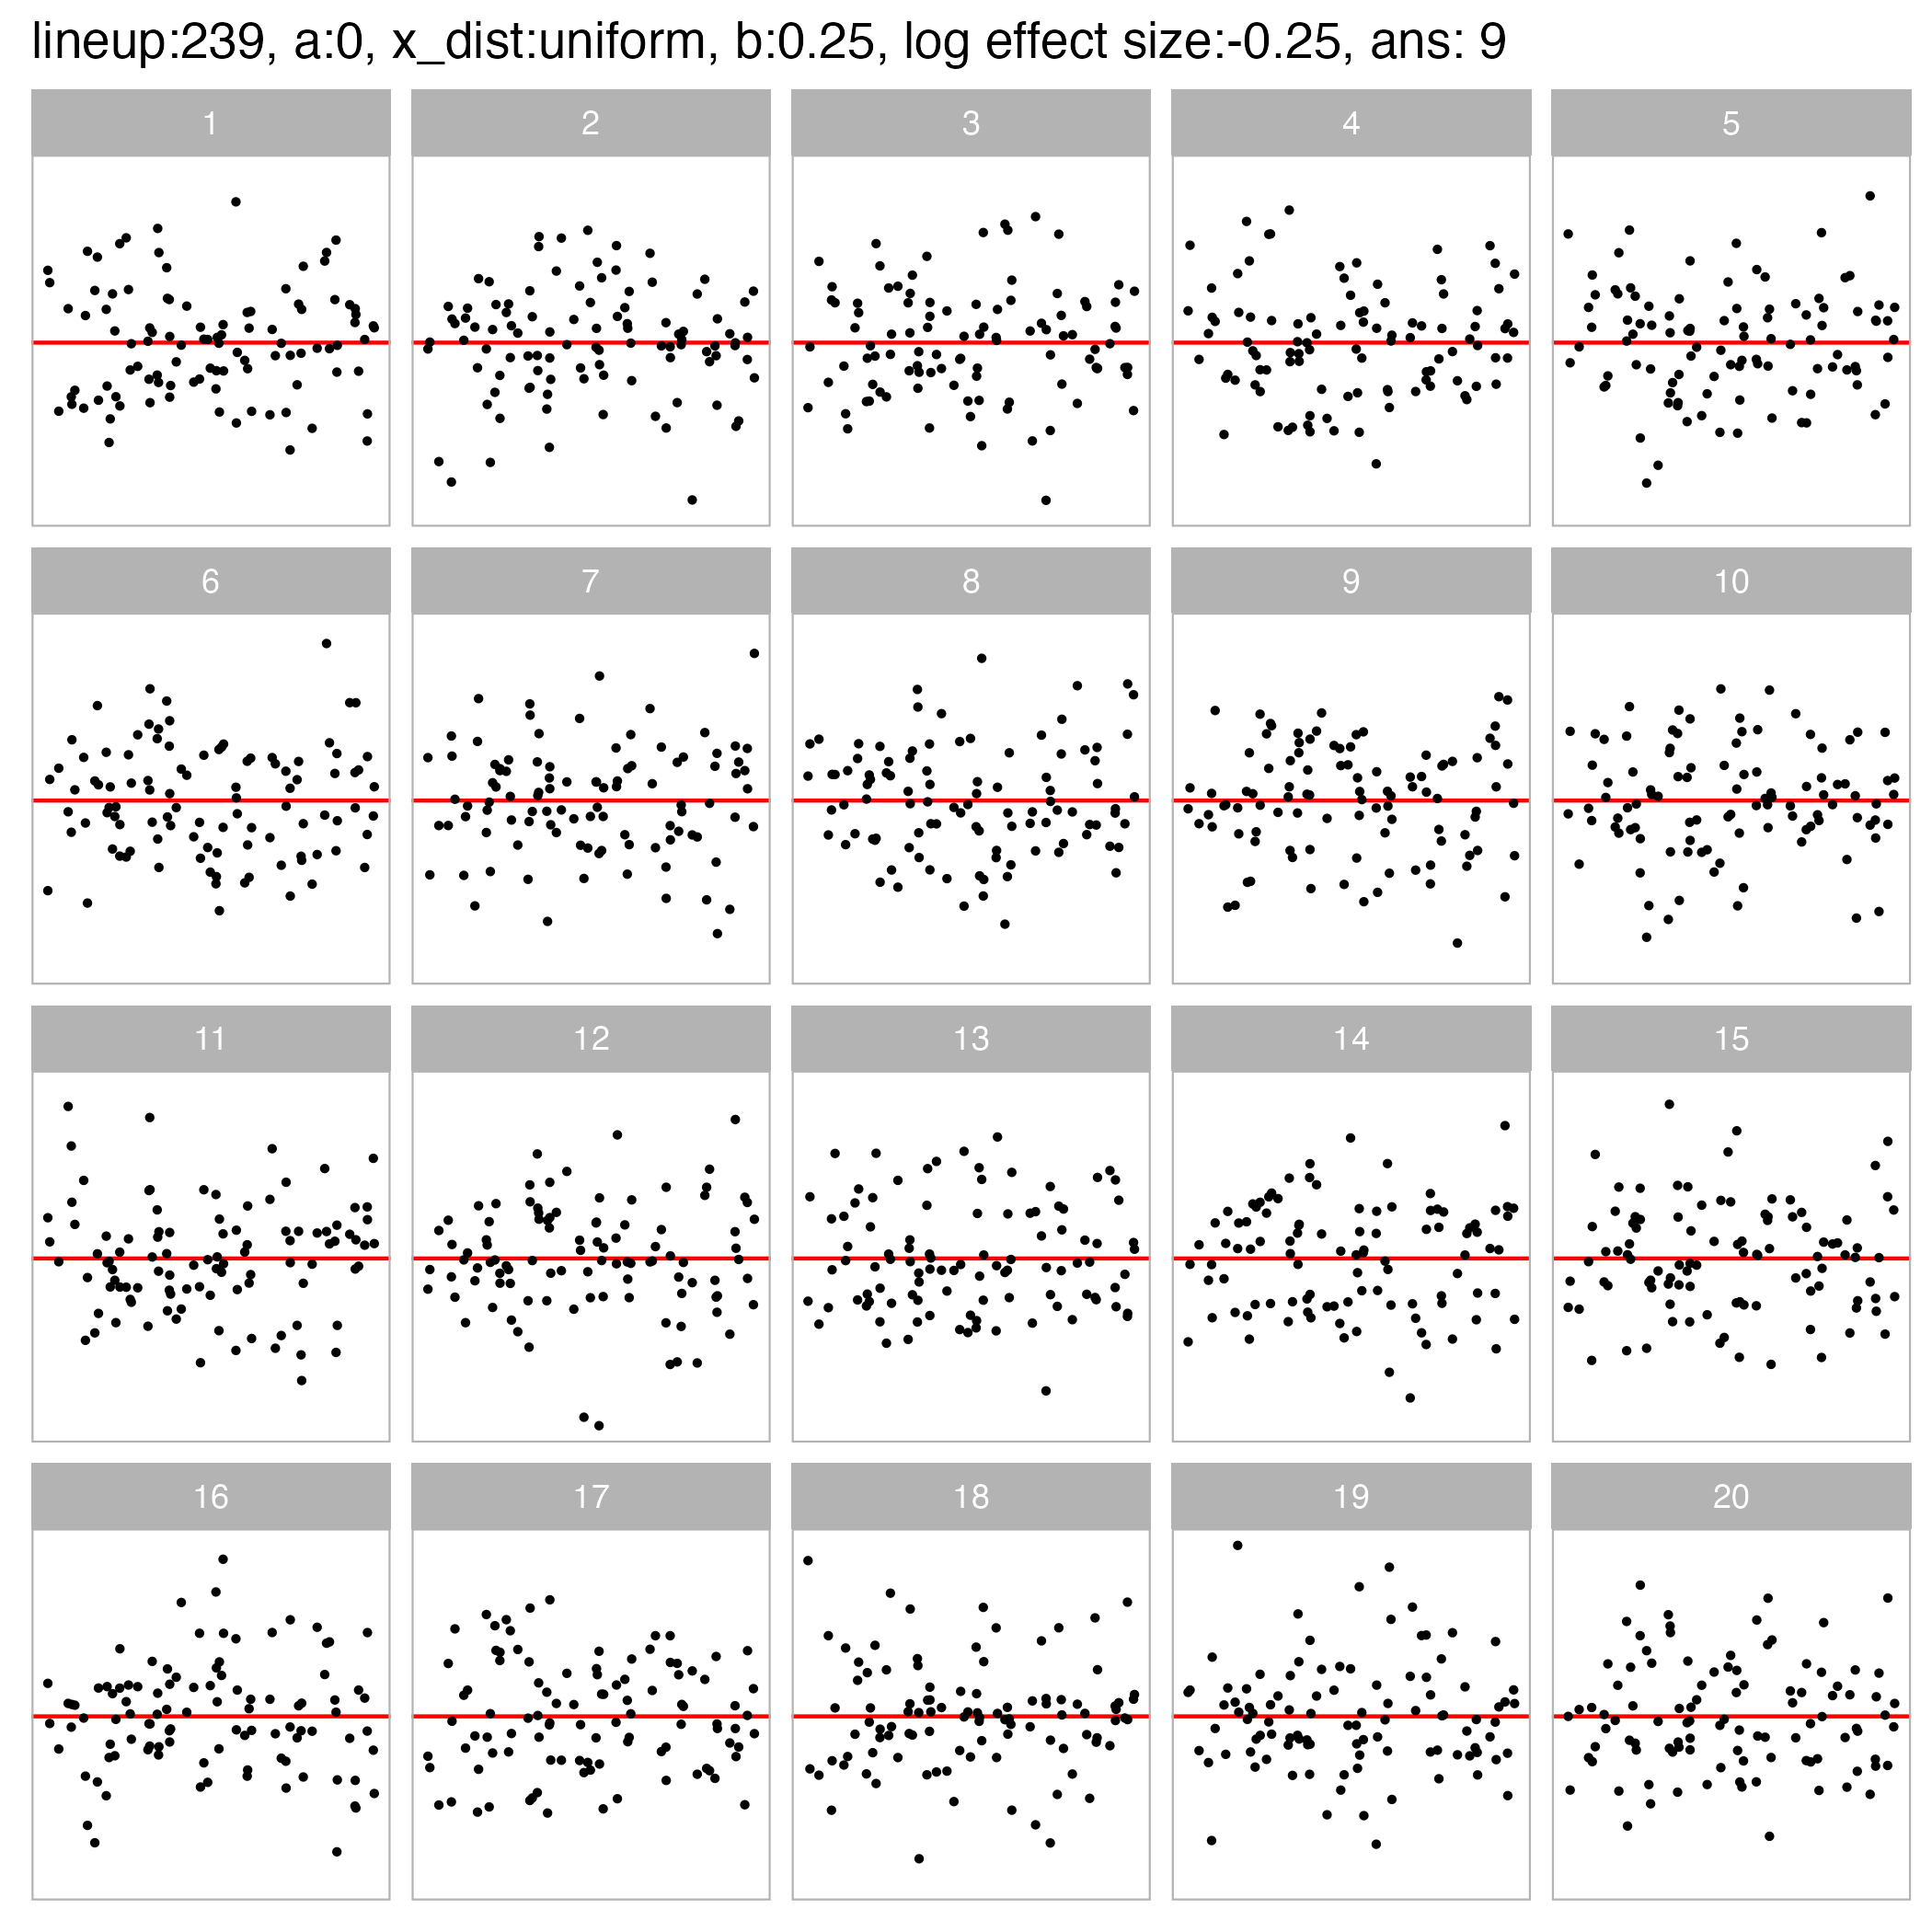 lineup:239, a:0, x_dist:uniform, b:0.25, log effect size:-0.25, ans: 9
1 2 3 4 5
6 7 8 9 10
11 12 13 14 15
16 17 18 19 20